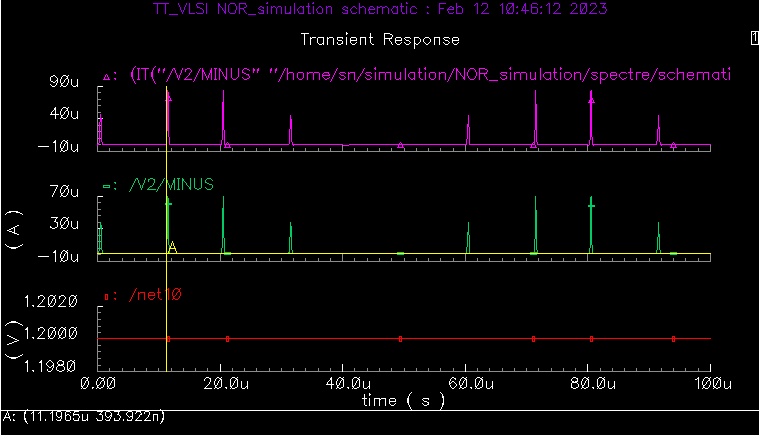 TT_VLSI NOR_simulation schematic : Feb 12 10:46:12 2023
Transient Response
1
90u
: (IT("/V2/MINUS" "/home/sn/simulation/NOR_simulation/spectre/schemati
40u
-10u
70u
: /V2/MINUS
30u
-10u
( A )
A
: /net10
1.2020
1.2000
1.1980
( V )
0.00 20.0u 40.0u 60.0u 80.0u 100u
time ( s )
A: (11.1965u 393.922n)